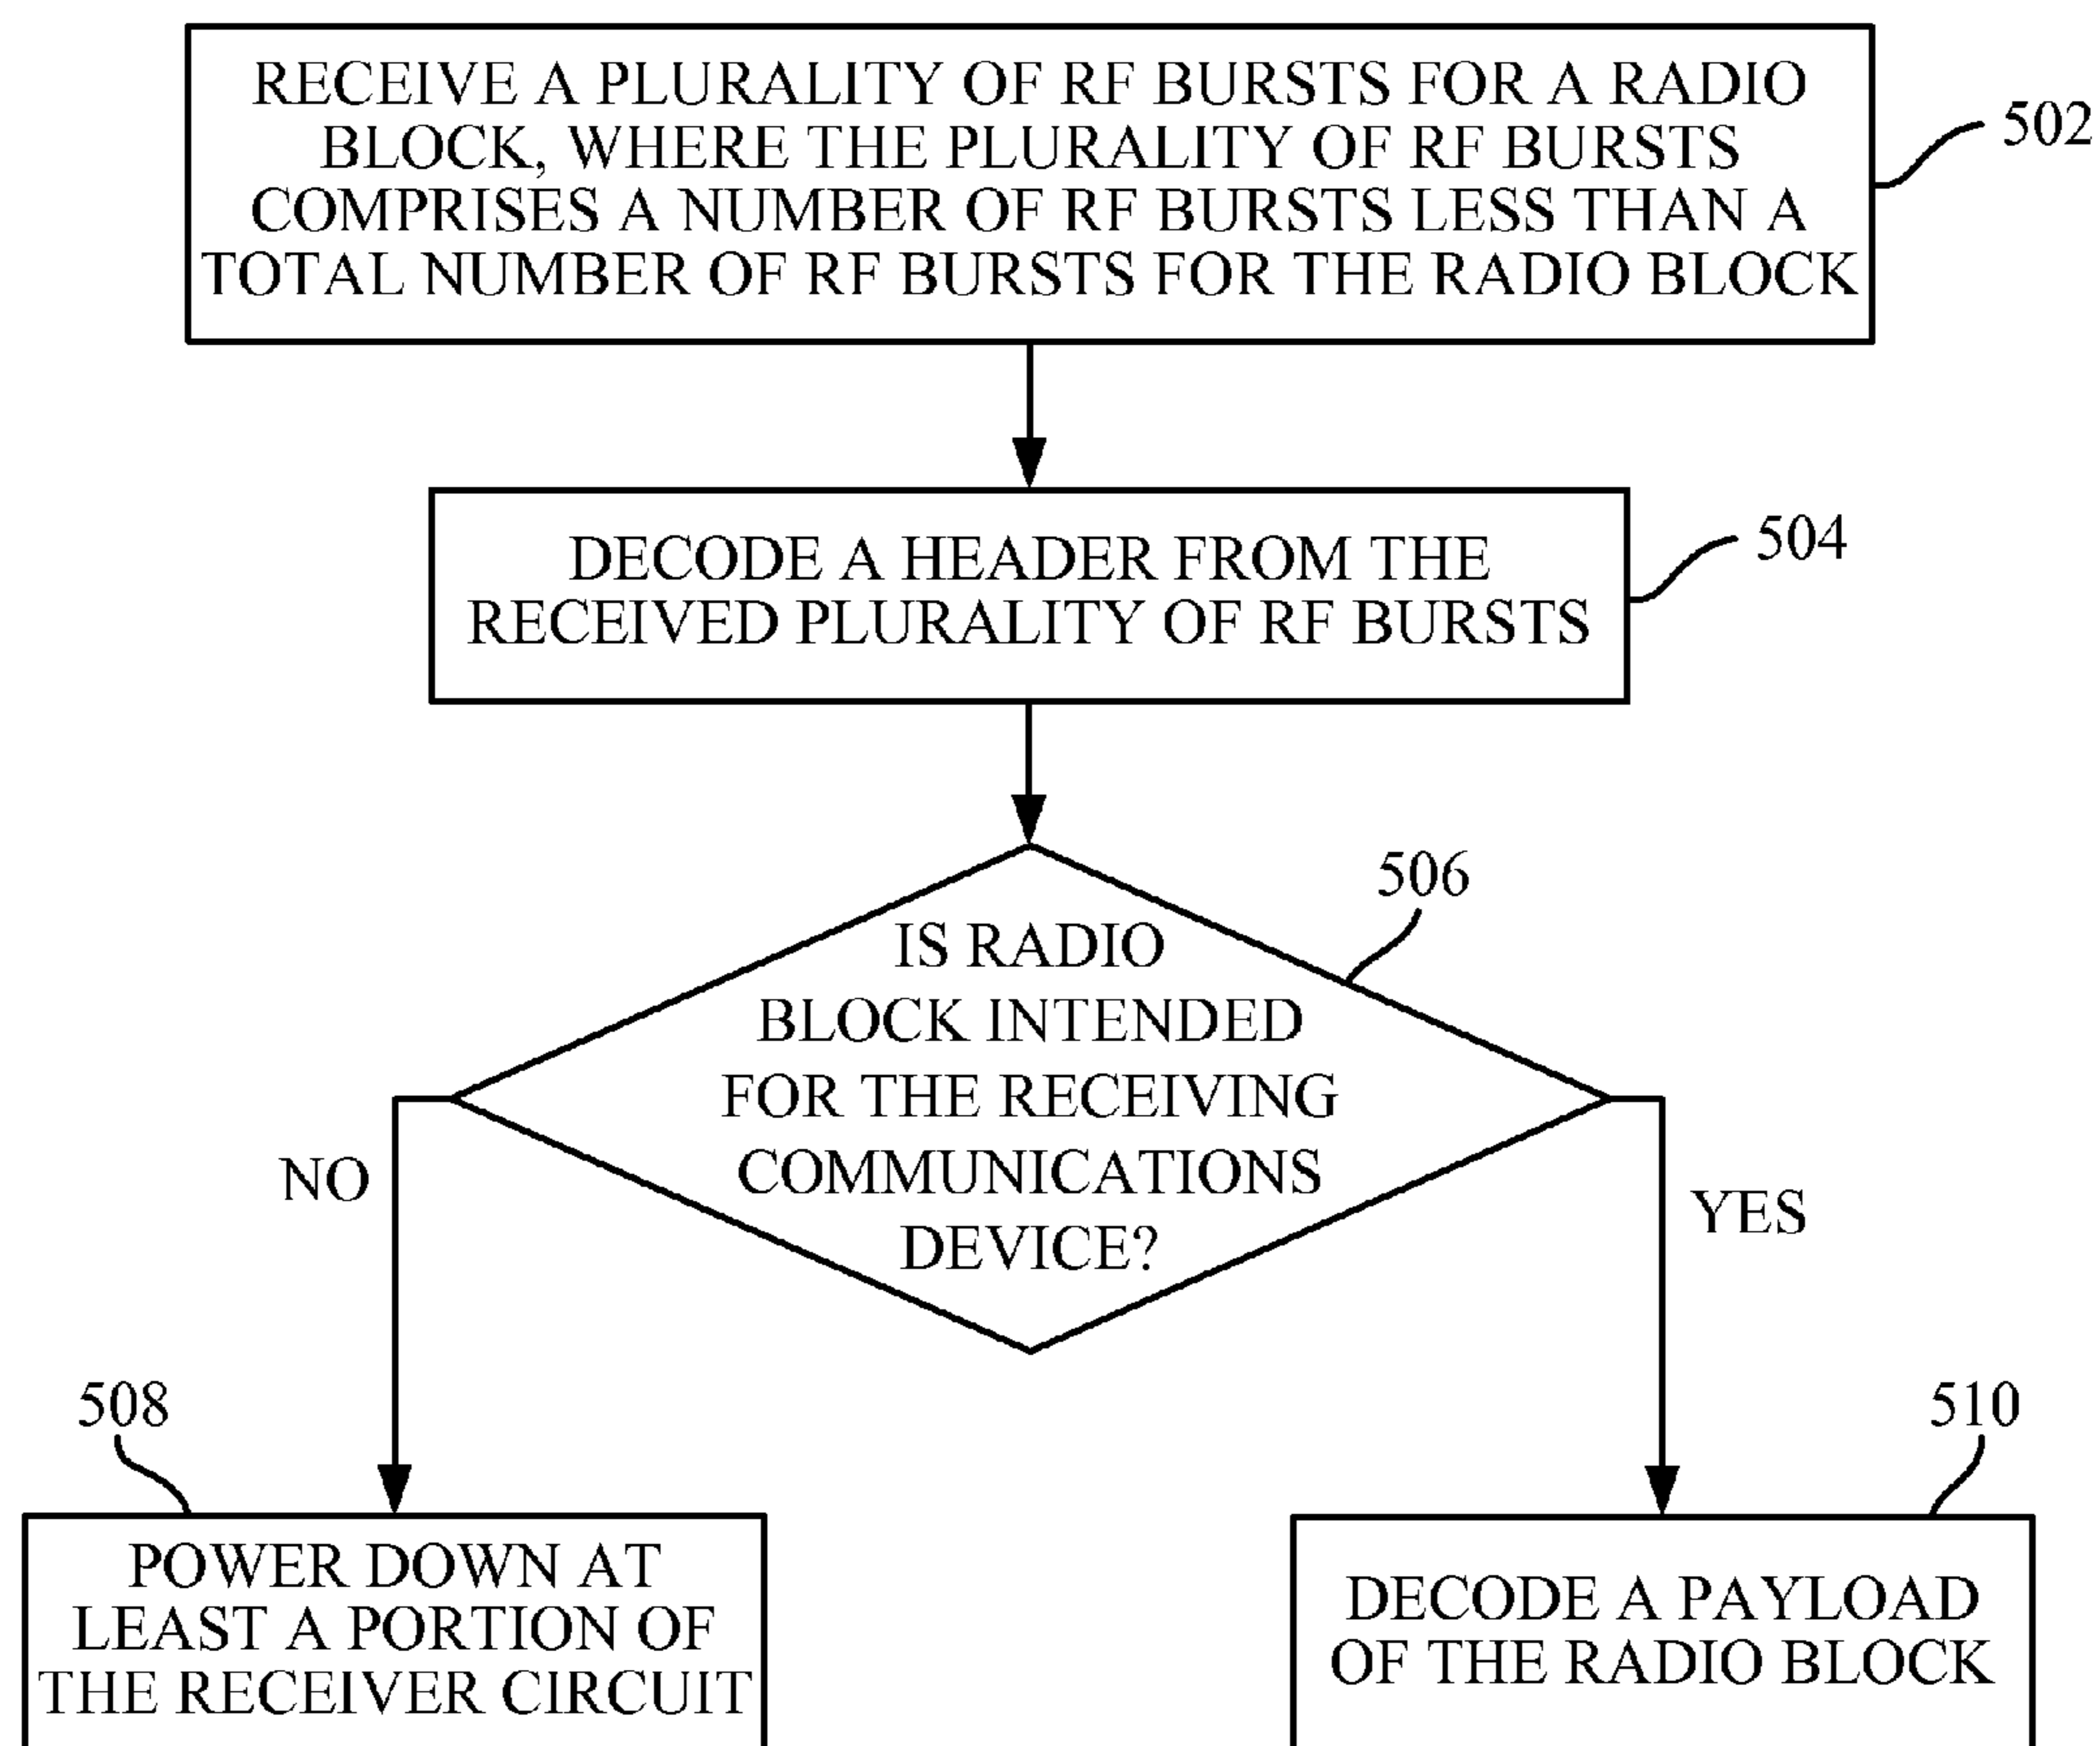 RECEIVE A PLURALITY OF RF BURSTS FOR A RADIO
BLOCK, WHERE THE PLURALITY OF RF BURSTS
COMPRISES A NUMBER OF RF BURSTS LESS THAN A
TOTAL NUMBER OF RF BURSTS FOR THE RADIO BLOCK
502
DECODE A HEADER FROM THE
RECEIVED PLURALITY OF RF BURSTS
504
506
IS RADIO
BLOCK INTENDED
FOR THE RECEIVING
COMMUNICATIONS
DEVICE?
NO
YES
508
POWER DOWN AT
LEAST A PORTION OF
THE RECEIVER CIRCUIT
510
DECODE A PAYLOAD
OF THE RADIO BLOCK